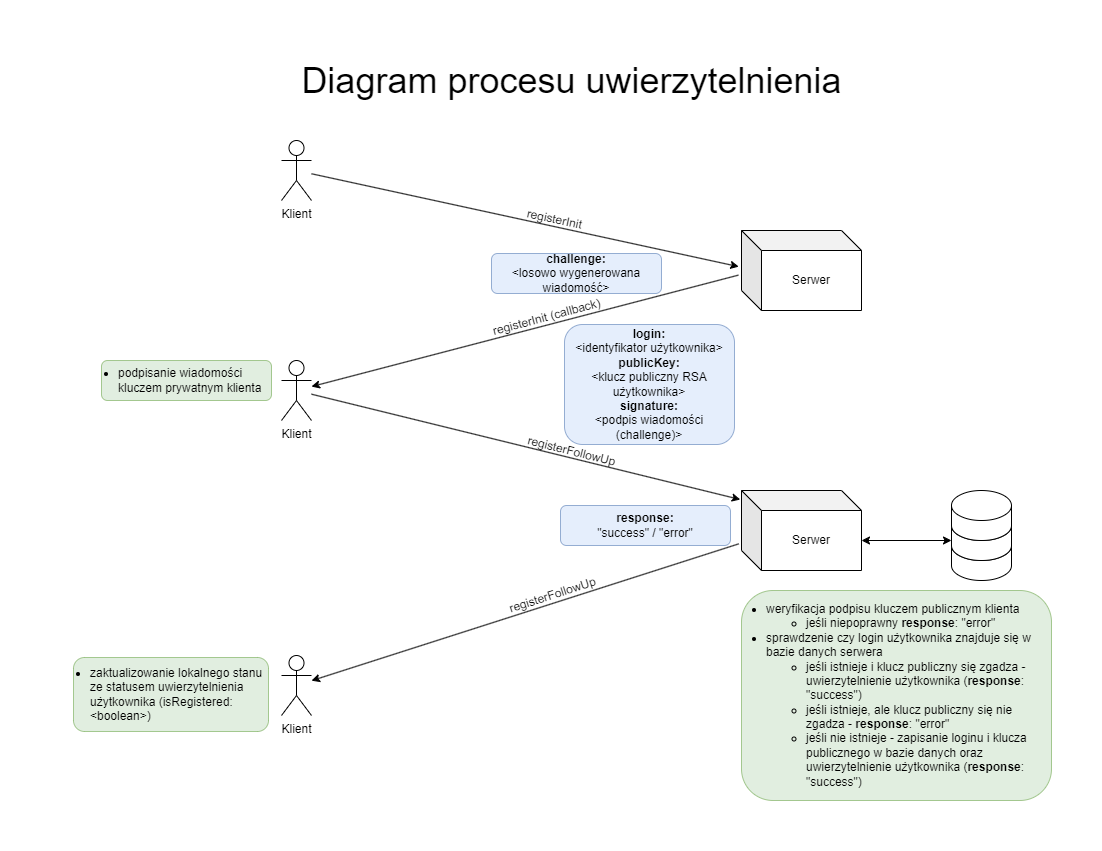 Diagram procesu uwierzytelnienia
Klient
registerInit
Serwer
challenge:
<losowo wygenerowana
wiadomość>
registerInit (callback)
podpisanie wiadomości
kluczem prywatnym klienta
Klient
login:
<identyfikator użytkownika>
publicKey:
<klucz publiczny RSA
użytkownika>
signature:
<podpis wiadomości
(challenge)>
registerFollowUp
Serwer
response:
"success" / "error"
registerFollowUp
weryfikacja podpisu kluczem publicznym klienta
jeśli niepoprawny response: "error"
sprawdzenie czy login użytkownika znajduje się w
bazie danych serwera
jeśli istnieje i klucz publiczny się zgadza -
uwierzytelnienie użytkownika (response:
"success")
jeśli istnieje, ale klucz publiczny się nie
zgadza - response: "error"
jeśli nie istnieje - zapisanie loginu i klucza
publicznego w bazie danych oraz
uwierzytelnienie użytkownika (response:
"success")
zaktualizowanie lokalnego stanu
ze statusem uwierzytelnienia
użytkownika (isRegistered:
<boolean>)
Klient